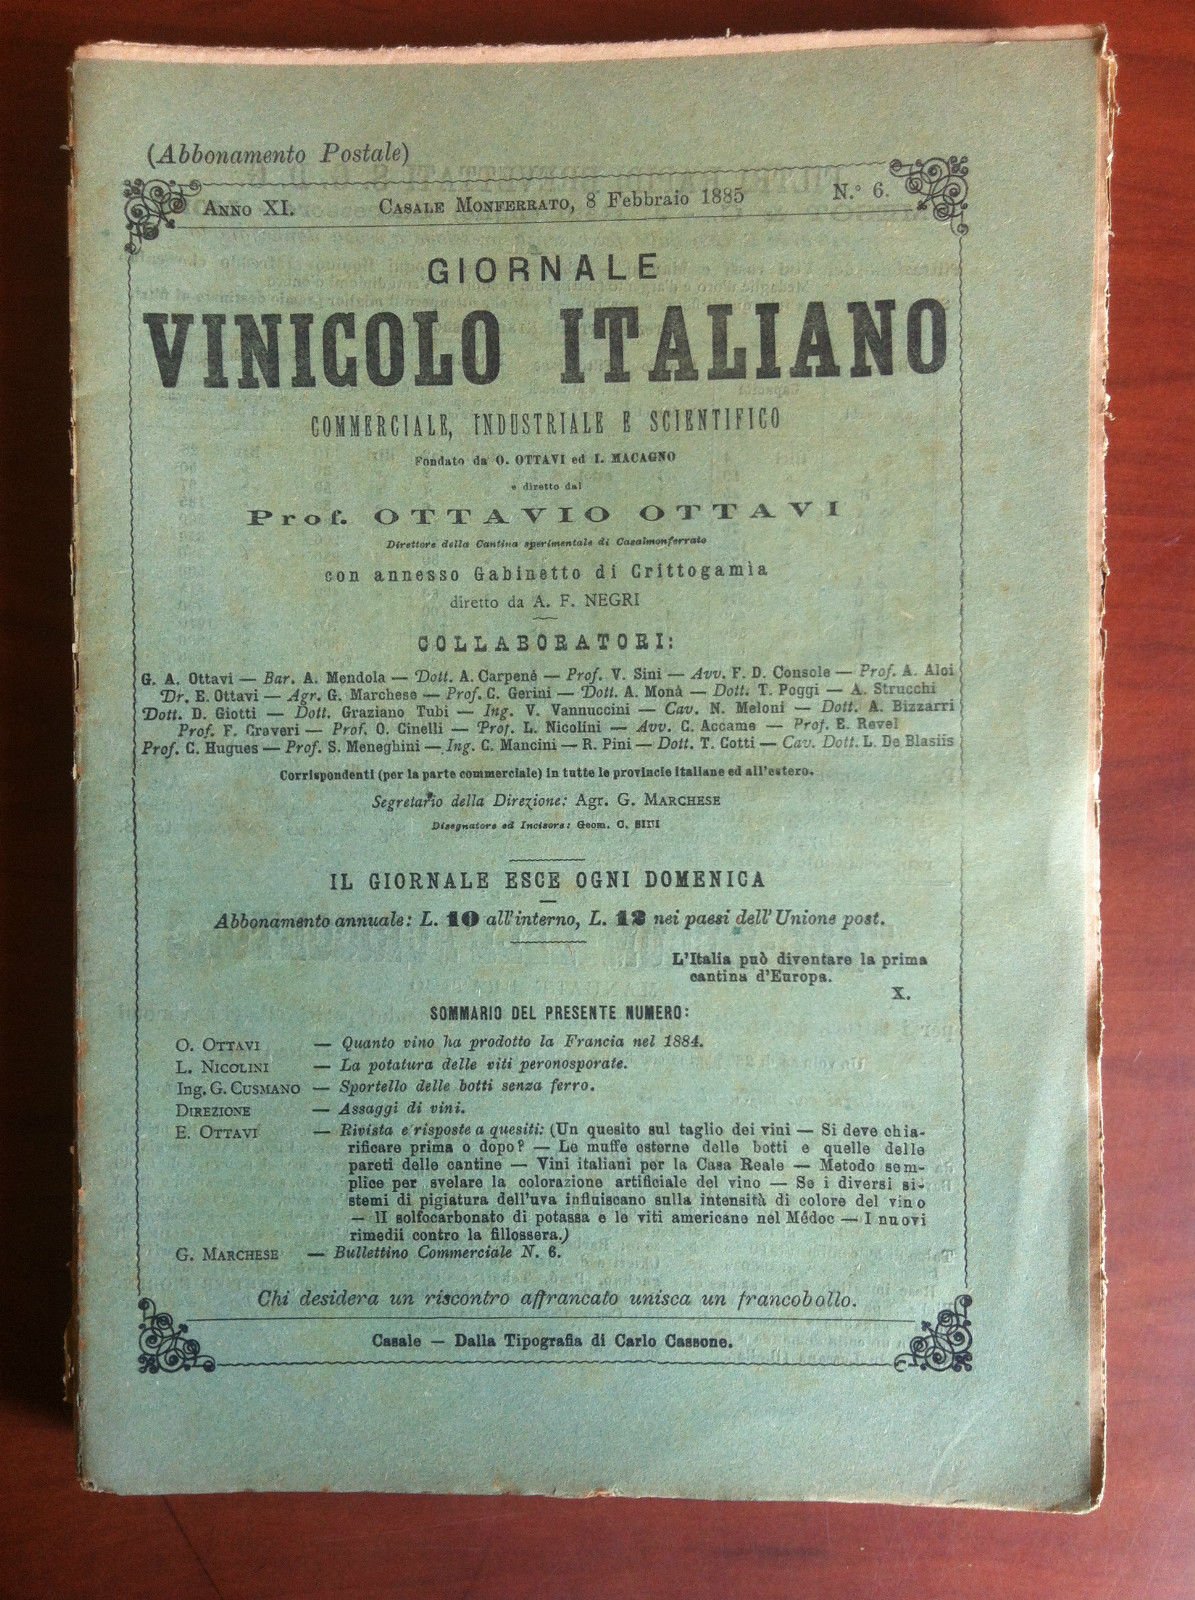 (Abbonamento Postale)
ANNO XI. CASALE MONFERRATO, 8 Febbraio 1885 N.° 6.
GIORNALE
VINICOLO ITALIANO
COMMERCIALE, INDUSTRIALE E SCIENTIFICO
Fondato da O. OTTAVI ed I. MACAGNO
e diretto dal
Prof. OTTAVIO OTTAVI
Direttore della Cantina sperimentale di Casalmonferrato
con annesso Gabinetto di Crittogamia
diretto da A. F. NEGRI
COLLABORATORI:
G. A. Ottavi — Bar. A. Mendola — Dott. A. Carpenè — Prof. V. Sini — Avv. F. D. Console — Prof. A. Aloi
Dr. E. Ottavi — Agr. G. Marchese — Prof. C. Gerini — Dott. A. Monà — Dott. T. Poggi — A. Strucchi
Dott. D. Giotti — Dott. Graziano Tubi — Ing. V. Vannuccini — Cav. N. Meloni — Dott. A. Bizzarri
Prof. F. Craveri — Prof. O. Cinelli — Prof. L. Nicolini — Avv. C. Accame — Prof. E. Revel
Prof. C. Hugues — Prof. S. Meneghini — Ing. C. Mancini — R. Pini — Dott. T. Cotti — Cav. Dott. L. De Blasiis
Corrispondenti (per la parte commerciale) in tutte le provincie italiane ed all'estero.
Segretario della Direzione: Agr. G. MARCHESE
Disegnatore ed Incisore: Geom. C.
IL GIORNALE ESCE OGNI DOMENICA
Abbonamento annuale: L. 10 all'interno, L. 12 nei paesi dell'Unione post.
L'Italia può diventare la prima
cantina d'Europa.
X.
SOMMARIO DEL PRESENTE NUMERO:
O. OTTAVI — Quanto vino ha prodotto la Francia nel 1884.
L. NICOLINI — La potatura delle viti peronosporate.
Ing. G. CUSMANO — Sportello delle botti senza ferro.
DIREZIONE — Assaggi di vini.
E. OTTAVI — Rivista e risposte a quesiti: (Un quesito sul taglio dei vini — Si deve chia-
rificare prima o dopo? — Le muffe esterne delle botti e quelle delle
pareti delle cantine — Vini italiani per la Casa Reale — Metodo sem-
plice per svelare la colorazione artificiale del vino — Se i diversi si-
stemi di pigiatura dell'uva influiscano sulla intensità di colore del vino
— Il solfocarbonato di potassa e le viti americane nel Médoc — I nuovi
rimedii contro la fillossera.)
G. MARCHESE — Bullettino Commerciale N. 6.
Chi desidera un riscontro affrancato unisca un francobollo.
Casale — Dalla Tipografia di Carlo Cassone.